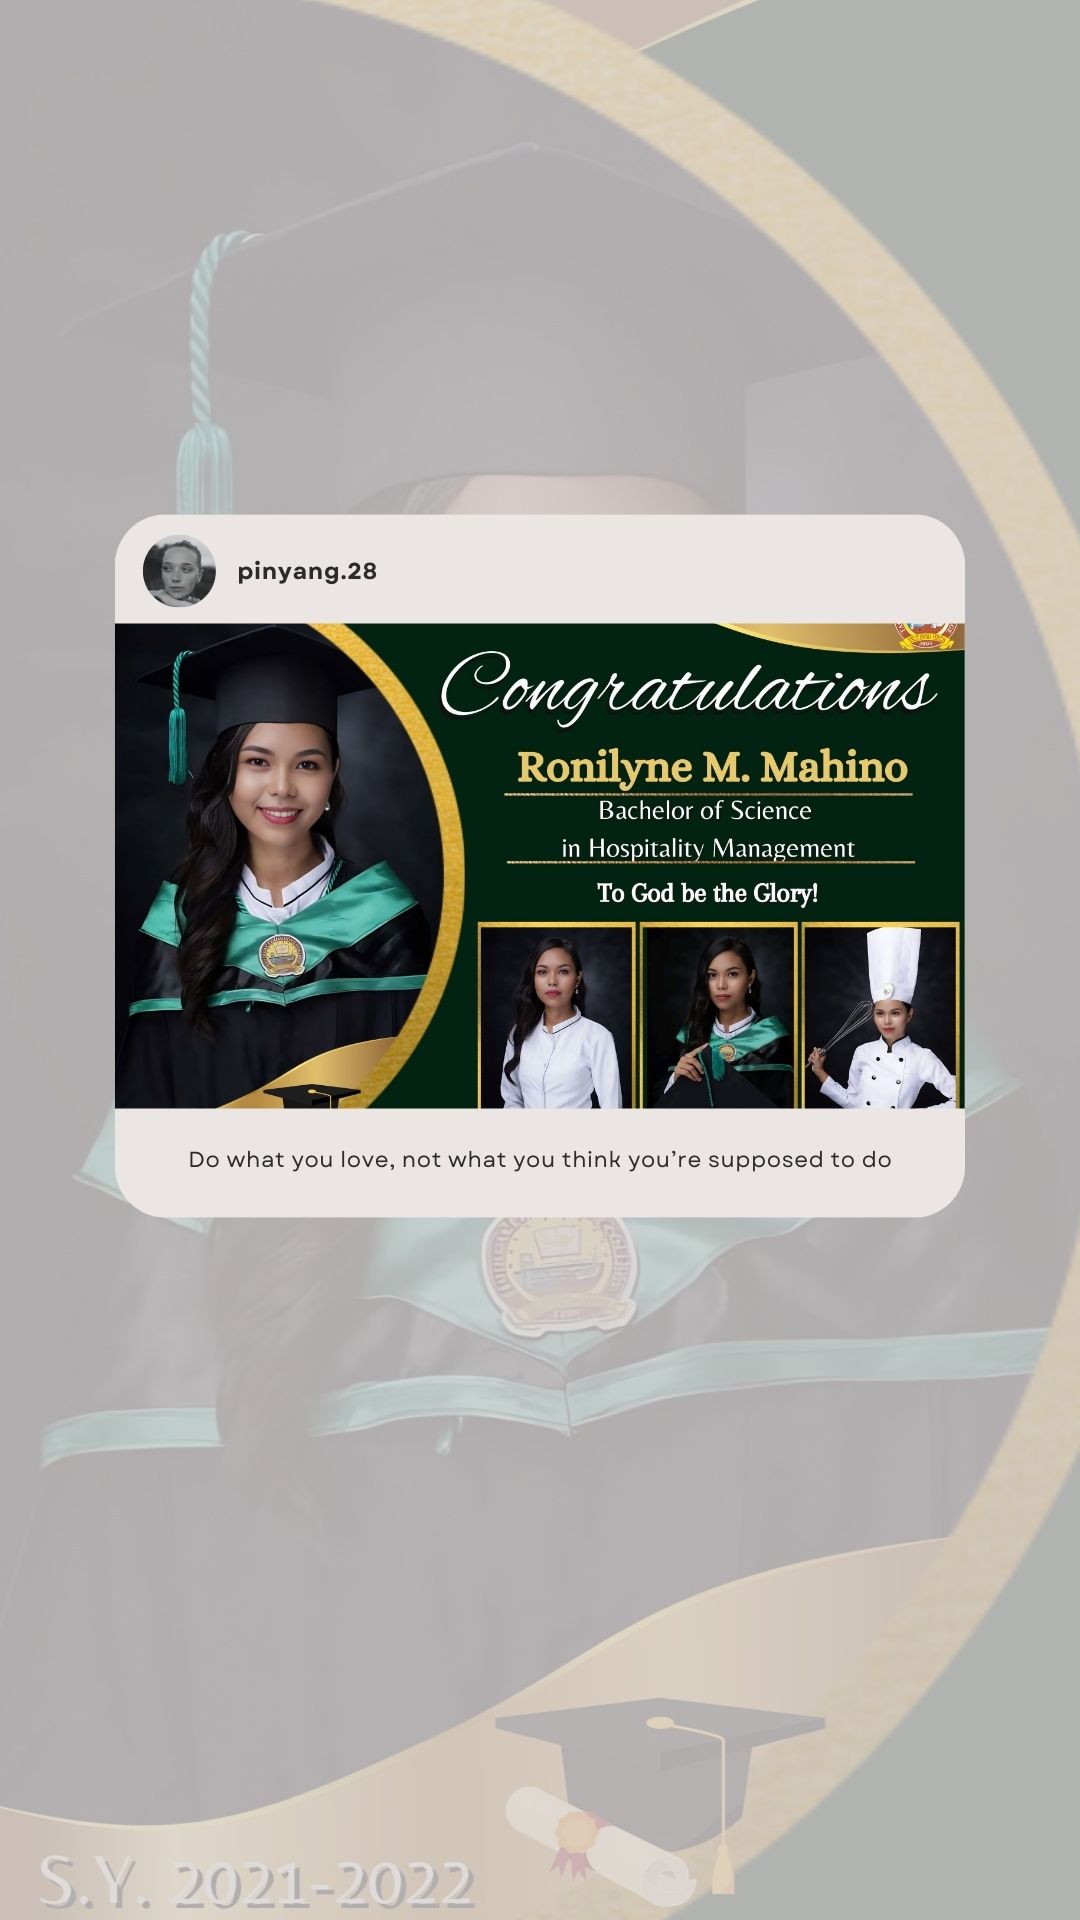 pinyang.28
Congratulations
Ronilyne M. Mahino
Bachelor of Science
in Hospitality Management
To God be the Glory!
Do what you love, not what you think you’re supposed to do
S.Y. 2021-2022